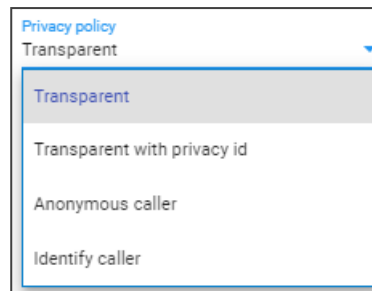 Privacy policy
Transparent
Transparent
Transparent with privacy id
Anonymous caller
Identify caller